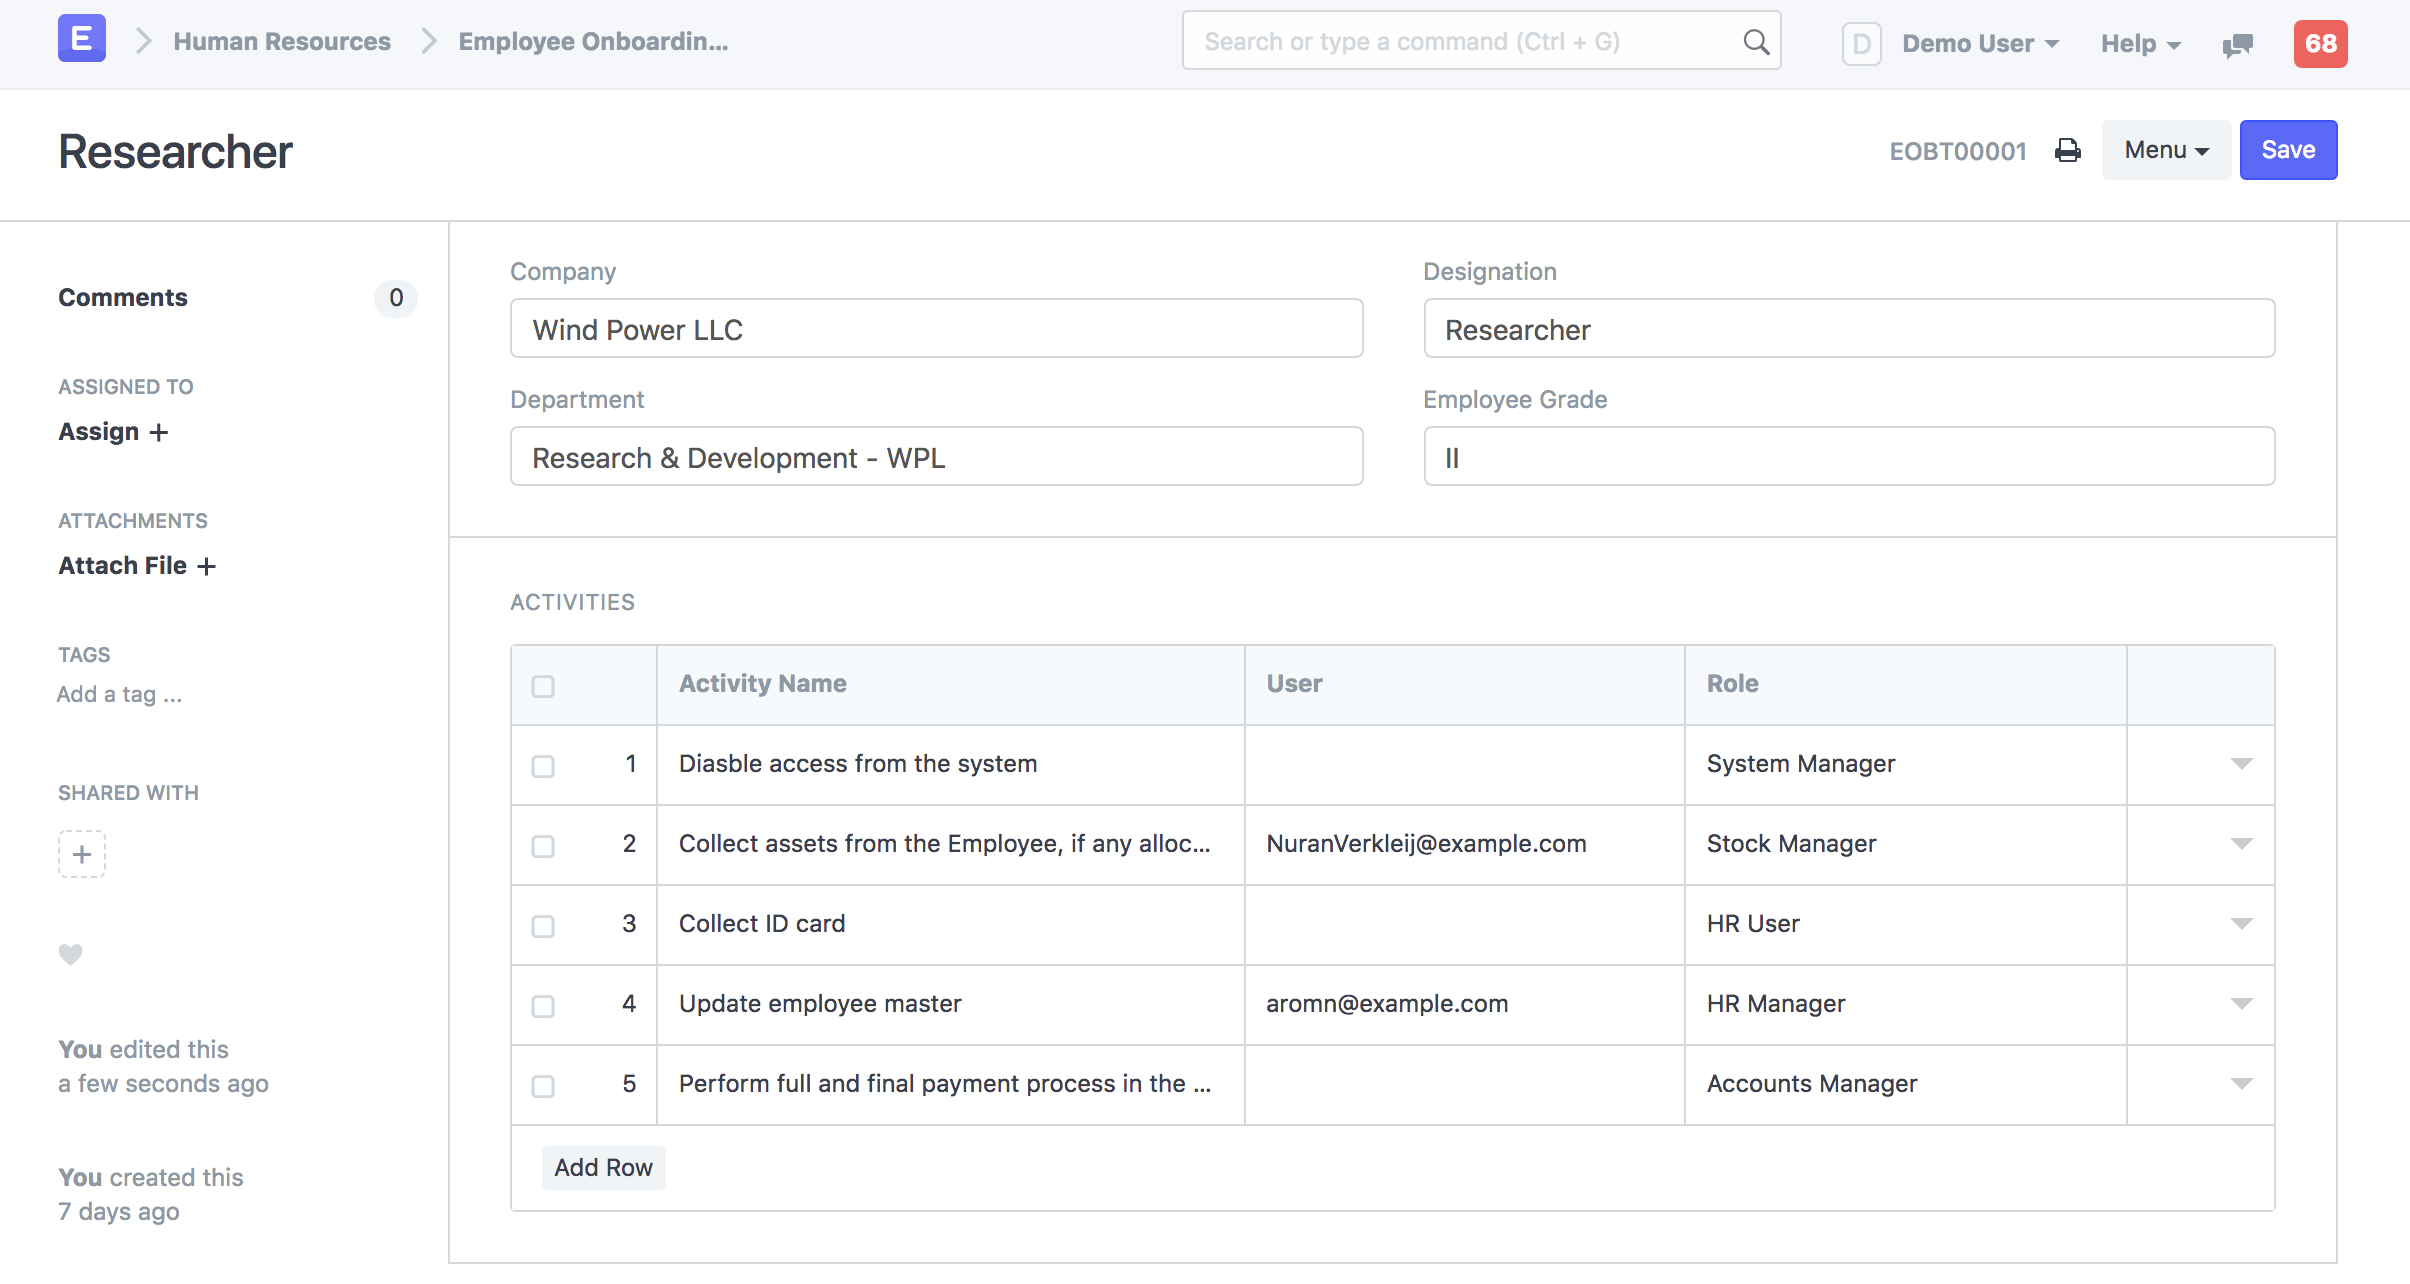 E Human Resources Employee Onboardin...
Search or type a command (Ctrl + G)
D Demo User Help 68
Researcher
EOBT00001 Menu Save
Comments 0
ASSIGNED TO
Assign +
ATTACHMENTS
Attach File +
TAGS
Add a tag ...
SHARED WITH
+
You edited this
a few seconds ago
You created this
7 days ago
Company
Wind Power LLC
Designation
Researcher
Department
Research & Development - WPL
Employee Grade
II
ACTIVITIES
Activity Name User Role
1 Diasble access from the system System Manager
2 Collect assets from the Employee, if any alloc... NuranVerkleij@example.com Stock Manager
3 Collect ID card HR User
4 Update employee master aromn@example.com HR Manager
5 Perform full and final payment process in the ... Accounts Manager
Add Row